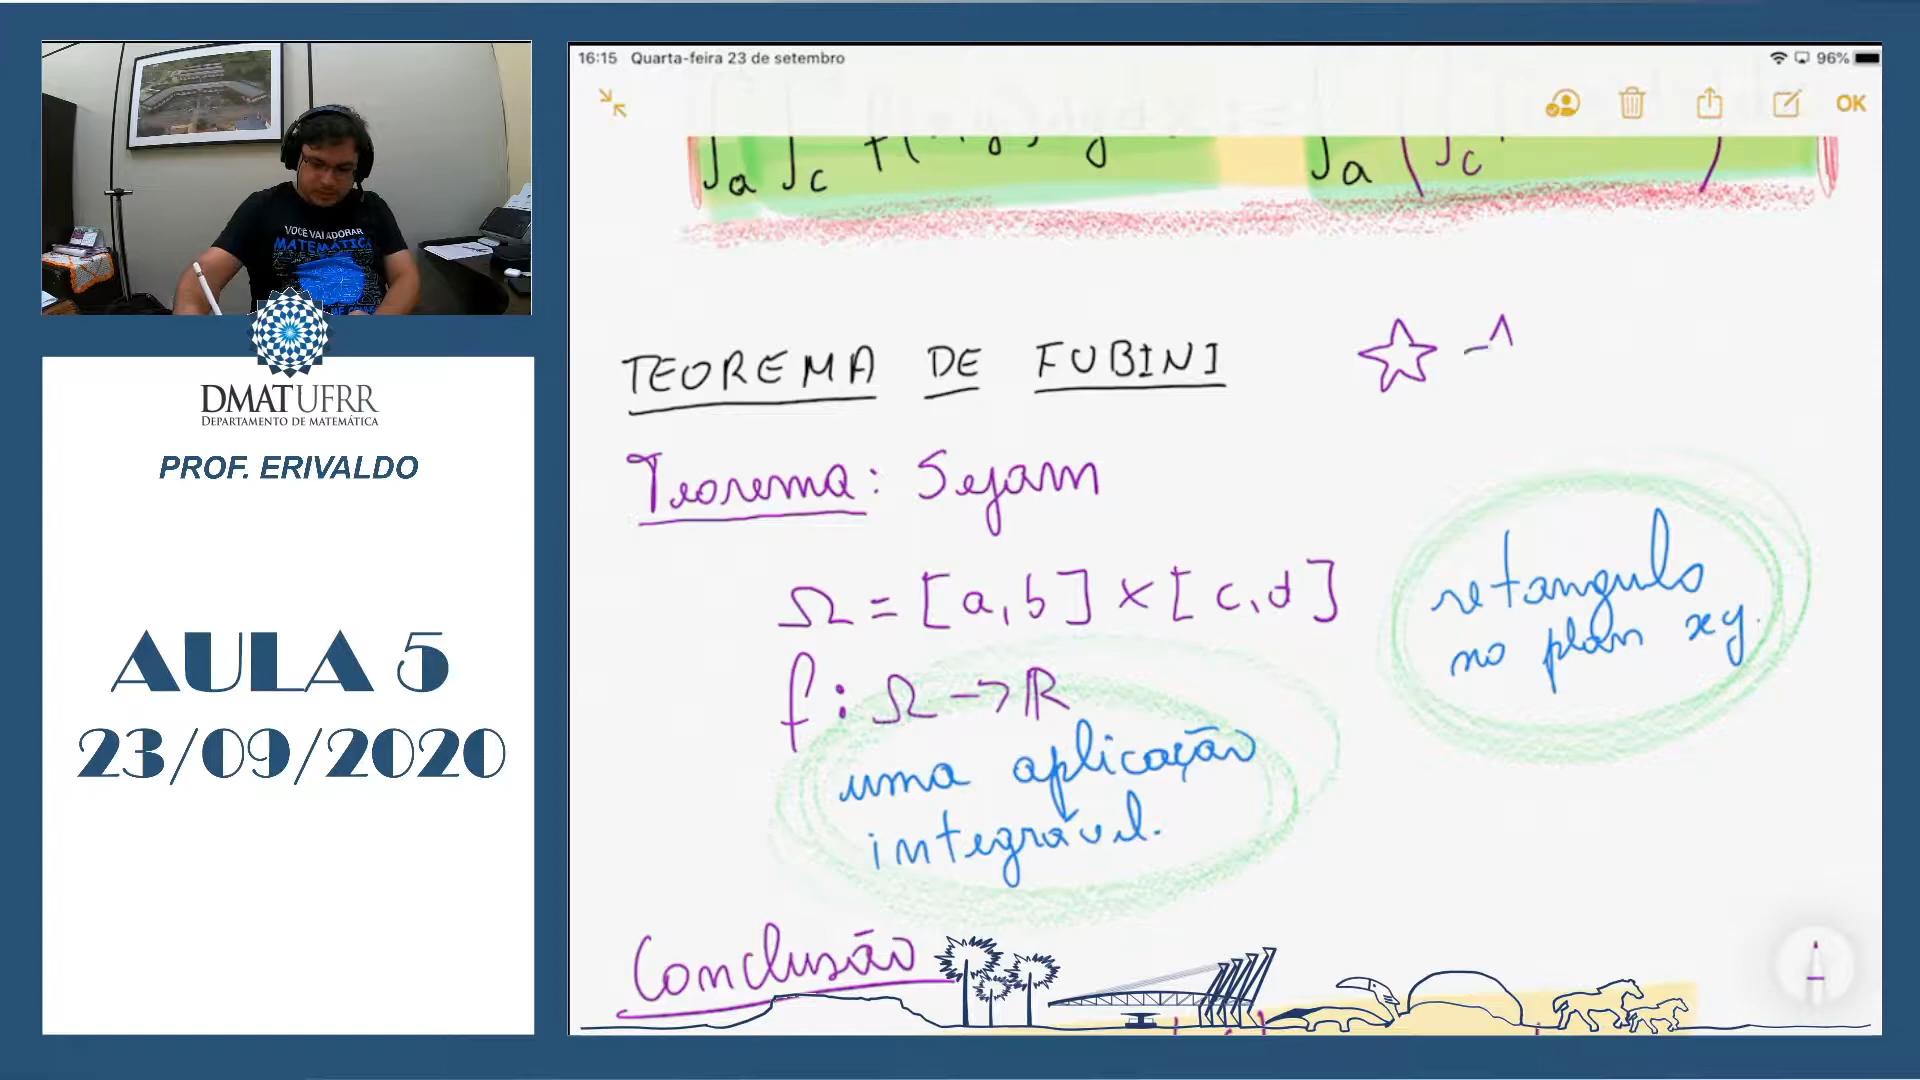 16:15 Quarta-feira 23 de setembro
96%
OK
∫a ∫c
∫a ( ∫c )
TEOREMA DE FUBINI ☆
Teorema: Sejam
Ω = [a,b] × [c,d]
retangulo
no plan xy.
f: Ω → ℝ
uma aplicação
integrável.
Conclusão
VOCÊ VAI ADORAR
MATEMÁTICA
DMATUFRR
DEPARTAMENTO DE MATEMÁTICA
PROF. ERIVALDO
AULA 5
23/09/2020